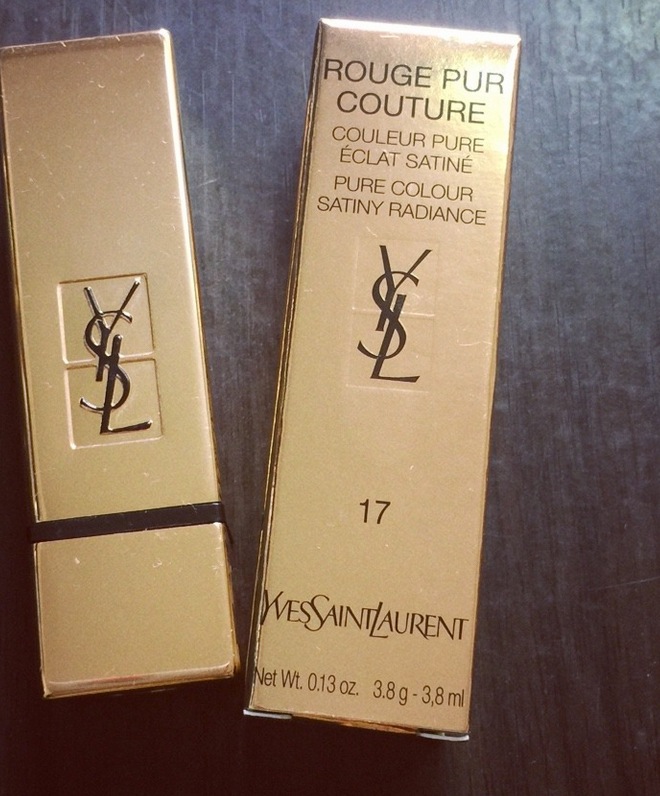 YSL
ROUGE PUR
COUTURE
COULEUR PURE
ÉCLAT SATINÉ
PURE COLOUR
SATINY RADIANCE
YSL
17
YVESSAINTLAURENT
Net Wt. 0.13 oz. 3.8 g - 3,8 ml